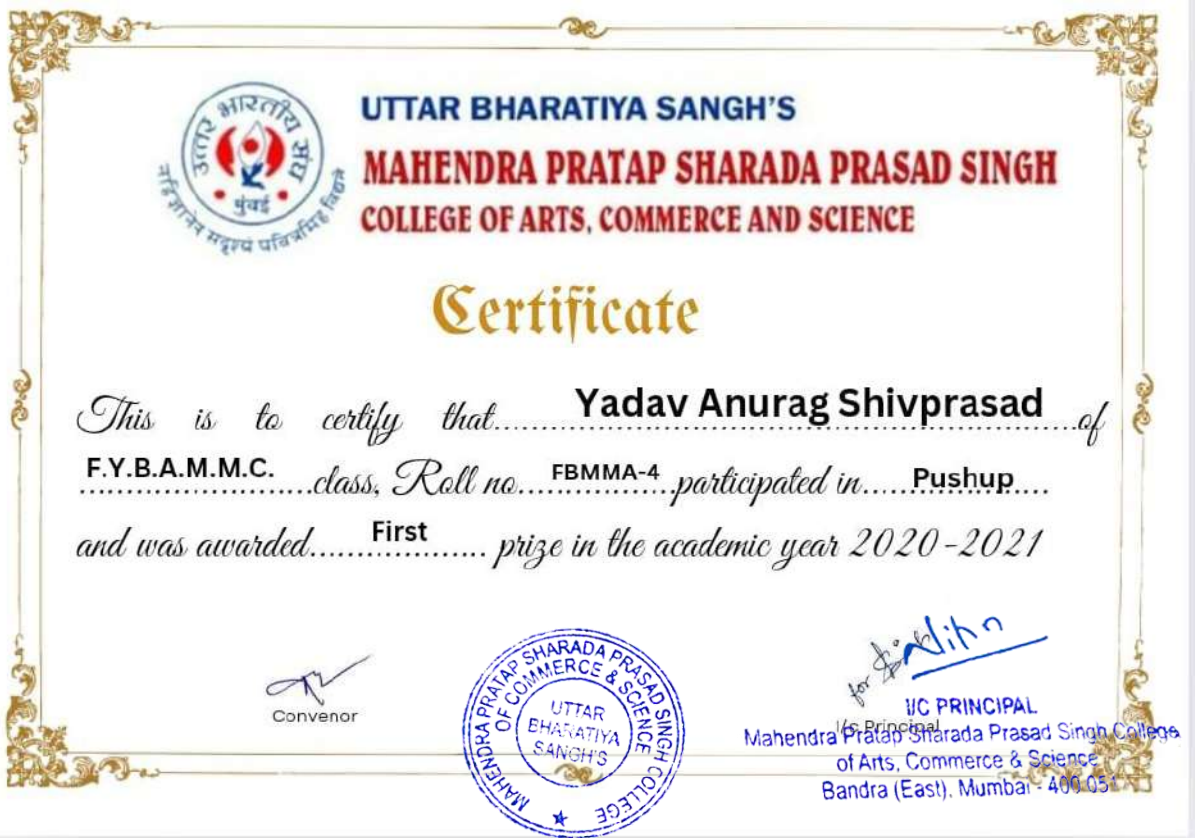 उत्तर भारतीय संघ
मुंबई
UTTAR BHARATIYA SANGH'S
MAHENDRA PRATAP SHARADA PRASAD SINGH
COLLEGE OF ARTS, COMMERCE AND SCIENCE
Certificate
This is to certify that..........Yadav Anurag Shivprasad..........of
F.Y.B.A.M.M.C. class, Roll no....FBMMA-4 participated in.....Pushup....
and was awarded......First...... prize in the academic year 2020-2021
Convenor
MAHENDRA PRATAP SHARADA PRASAD SINGH COLLEGE
OF COMMERCE & SCIENCE
UTTAR
BHARATIYA
SANGH'S
for
I/C PRINCIPAL
I/c Principal
Mahendra Pratap Sharada Prasad Singh College
of Arts, Commerce & Science
Bandra (East), Mumbai - 400 051